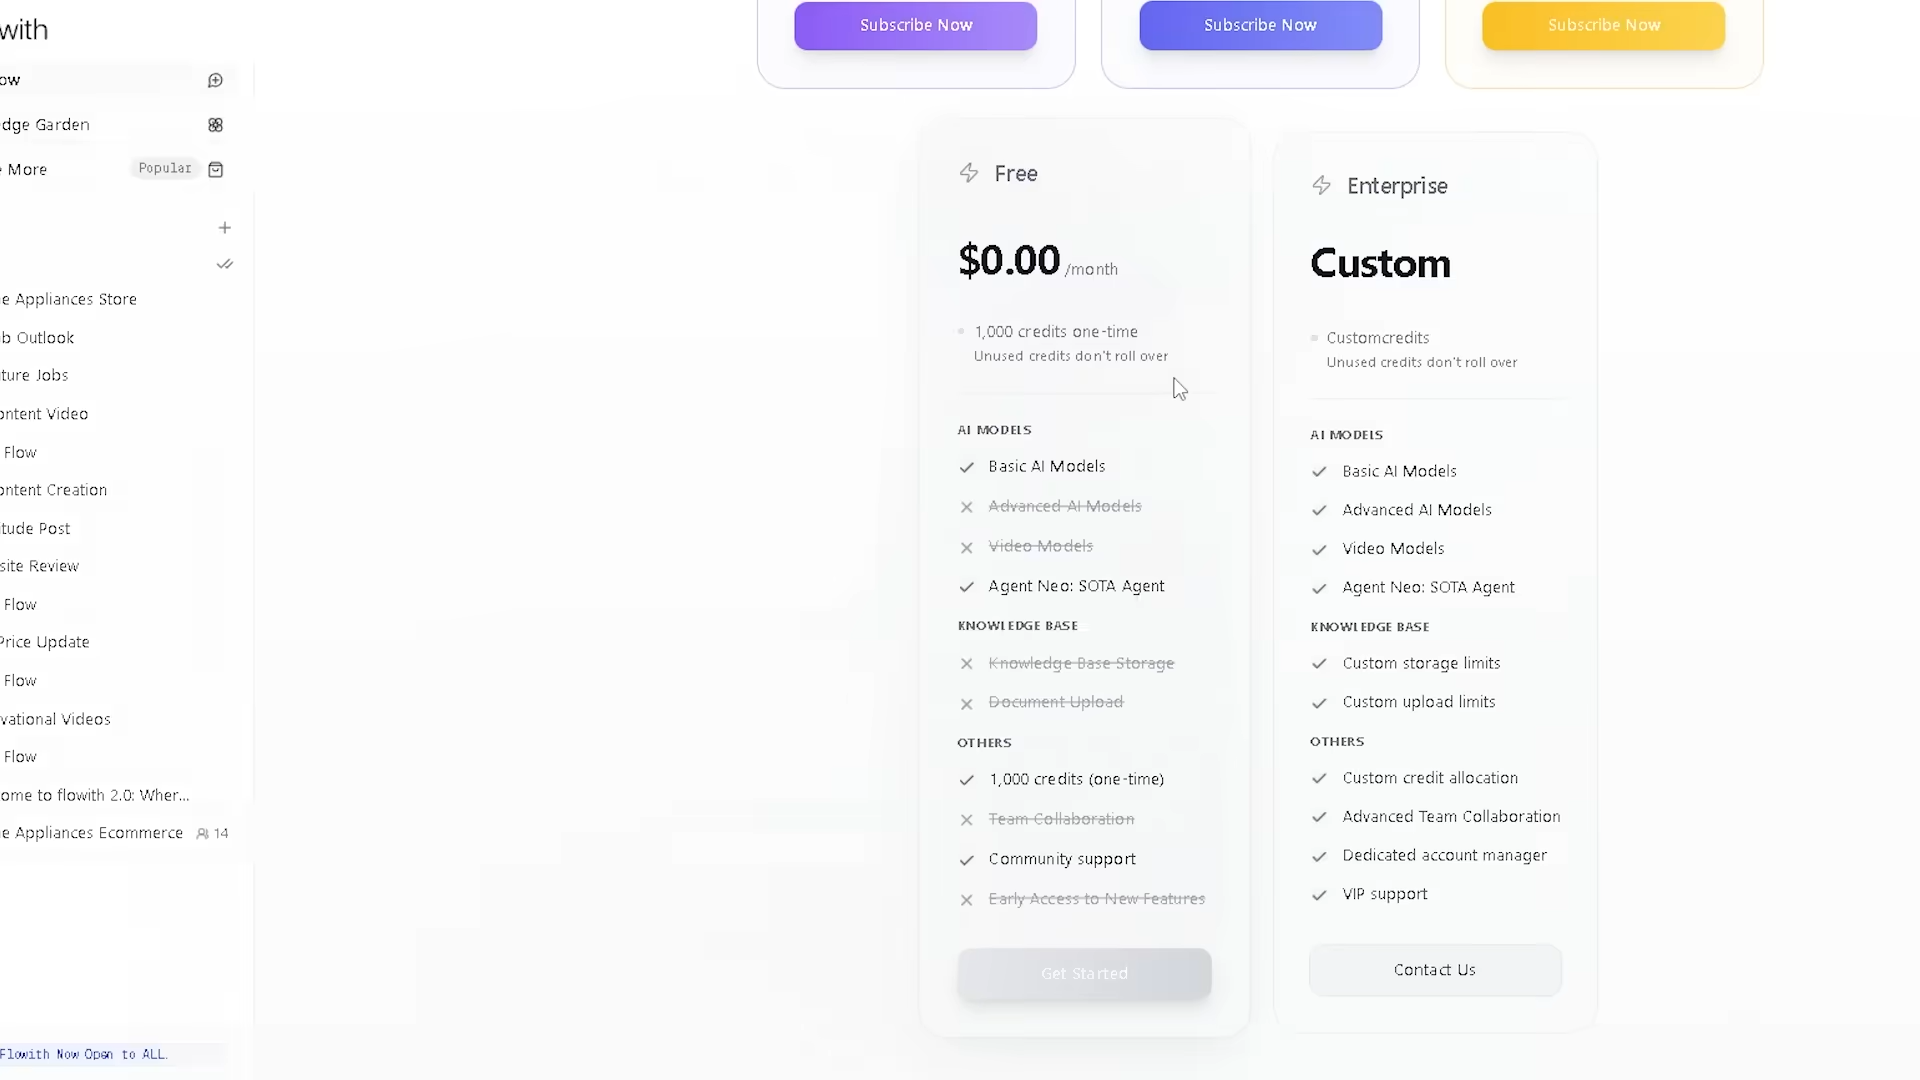 with
ow
dge Garden
e More
Popular
e Appliances Store
b Outlook
ture Jobs
ontent Video
Flow
ontent Creation
itude Post
site Review
Flow
Price Update
Flow
vational Videos
Flow
ome to flowith 2.0: Wher...
e Appliances Ecommerce 14
Flowith Now Open to ALL.
Subscribe Now
Subscribe Now
Subscribe Now
Free
$0.00 /month
1,000 credits one-time
Unused credits don't roll over
AI MODELS
Basic AI Models
Advanced AI Models
Video Models
Agent Neo: SOTA Agent
KNOWLEDGE BASE
Knowledge Base Storage
Document Upload
OTHERS
1,000 credits (one-time)
Team Collaboration
Community support
Early Access to New Features
Get Started
Enterprise
Custom
Customcredits
Unused credits don't roll over
AI MODELS
Basic AI Models
Advanced AI Models
Video Models
Agent Neo: SOTA Agent
KNOWLEDGE BASE
Custom storage limits
Custom upload limits
OTHERS
Custom credit allocation
Advanced Team Collaboration
Dedicated account manager
VIP support
Contact Us